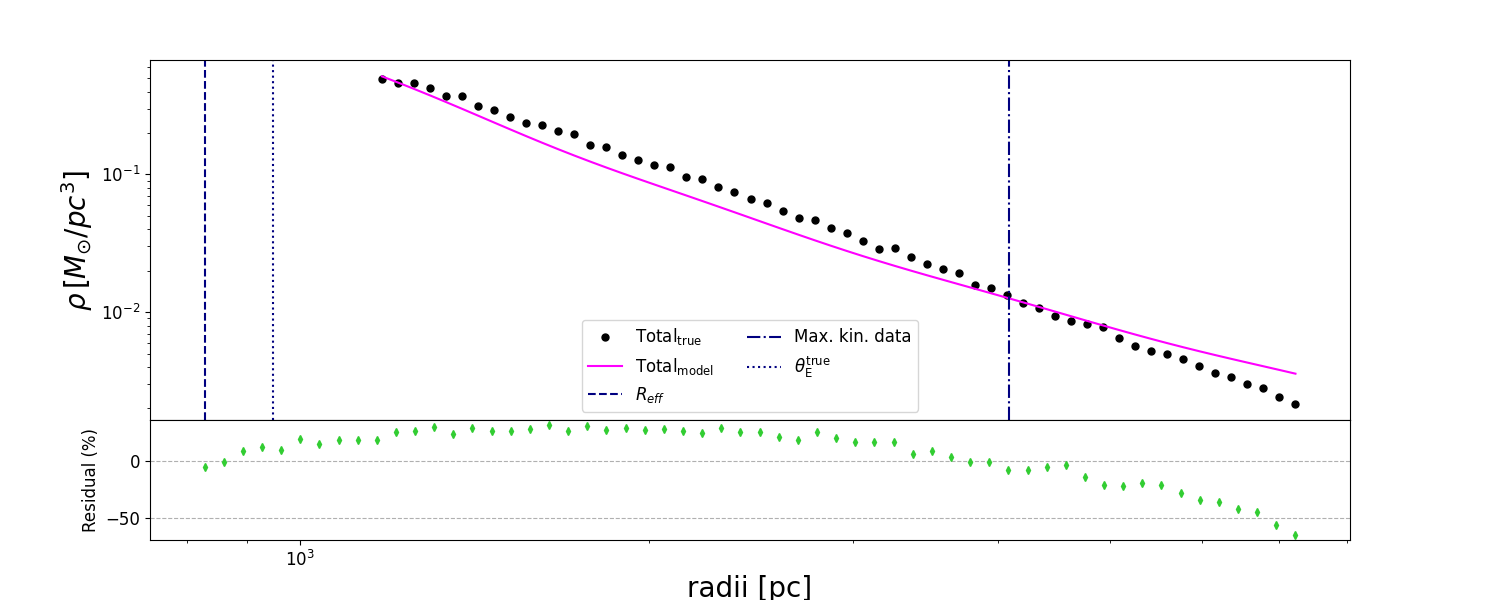 ρ [M⊙/pc³]
10⁻¹
10⁻²
Total_true
Total_model
R_eff
Max. kin. data
θ_E^true
Residual (%)
0
−50
10³
radii [pc]